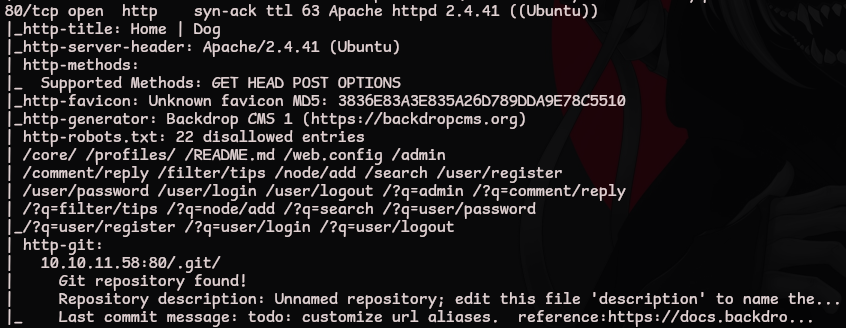 80/tcp open  http    syn-ack ttl 63 Apache httpd 2.4.41 ((Ubuntu))
|_http-title: Home | Dog
|_http-server-header: Apache/2.4.41 (Ubuntu)
| http-methods:
|_  Supported Methods: GET HEAD POST OPTIONS
|_http-favicon: Unknown favicon MD5: 3836E83A3E835A26D789DDA9E78C5510
|_http-generator: Backdrop CMS 1 (https://backdropcms.org)
| http-robots.txt: 22 disallowed entries
| /core/ /profiles/ /README.md /web.config /admin
| /comment/reply /filter/tips /node/add /search /user/register
| /user/password /user/login /user/logout /?q=admin /?q=comment/reply
| /?q=filter/tips /?q=node/add /?q=search /?q=user/password
|_/?q=user/register /?q=user/login /?q=user/logout
| http-git:
|   10.10.11.58:80/.git/
|     Git repository found!
|     Repository description: Unnamed repository; edit this file 'description' to name the...
|_    Last commit message: todo: customize url aliases.  reference:https://docs.backdro...